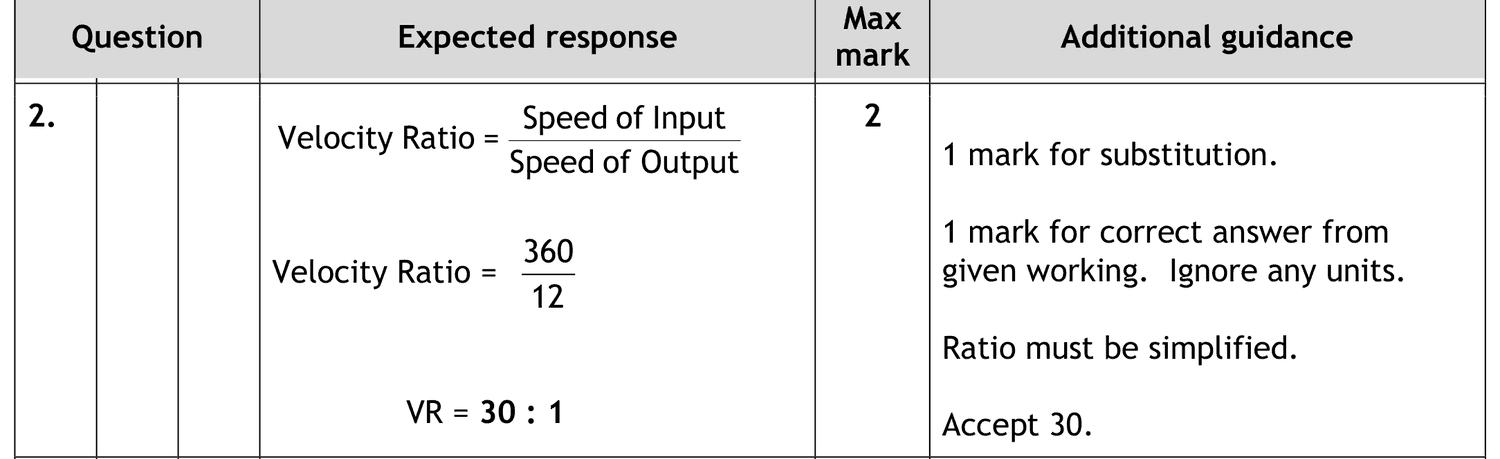 Question Expected response Max mark Additional guidance
2.
Velocity Ratio = Speed of Input / Speed of Output
Velocity Ratio = 360 / 12
VR = 30 : 1
2
1 mark for substitution.
1 mark for correct answer from
given working. Ignore any units.
Ratio must be simplified.
Accept 30.